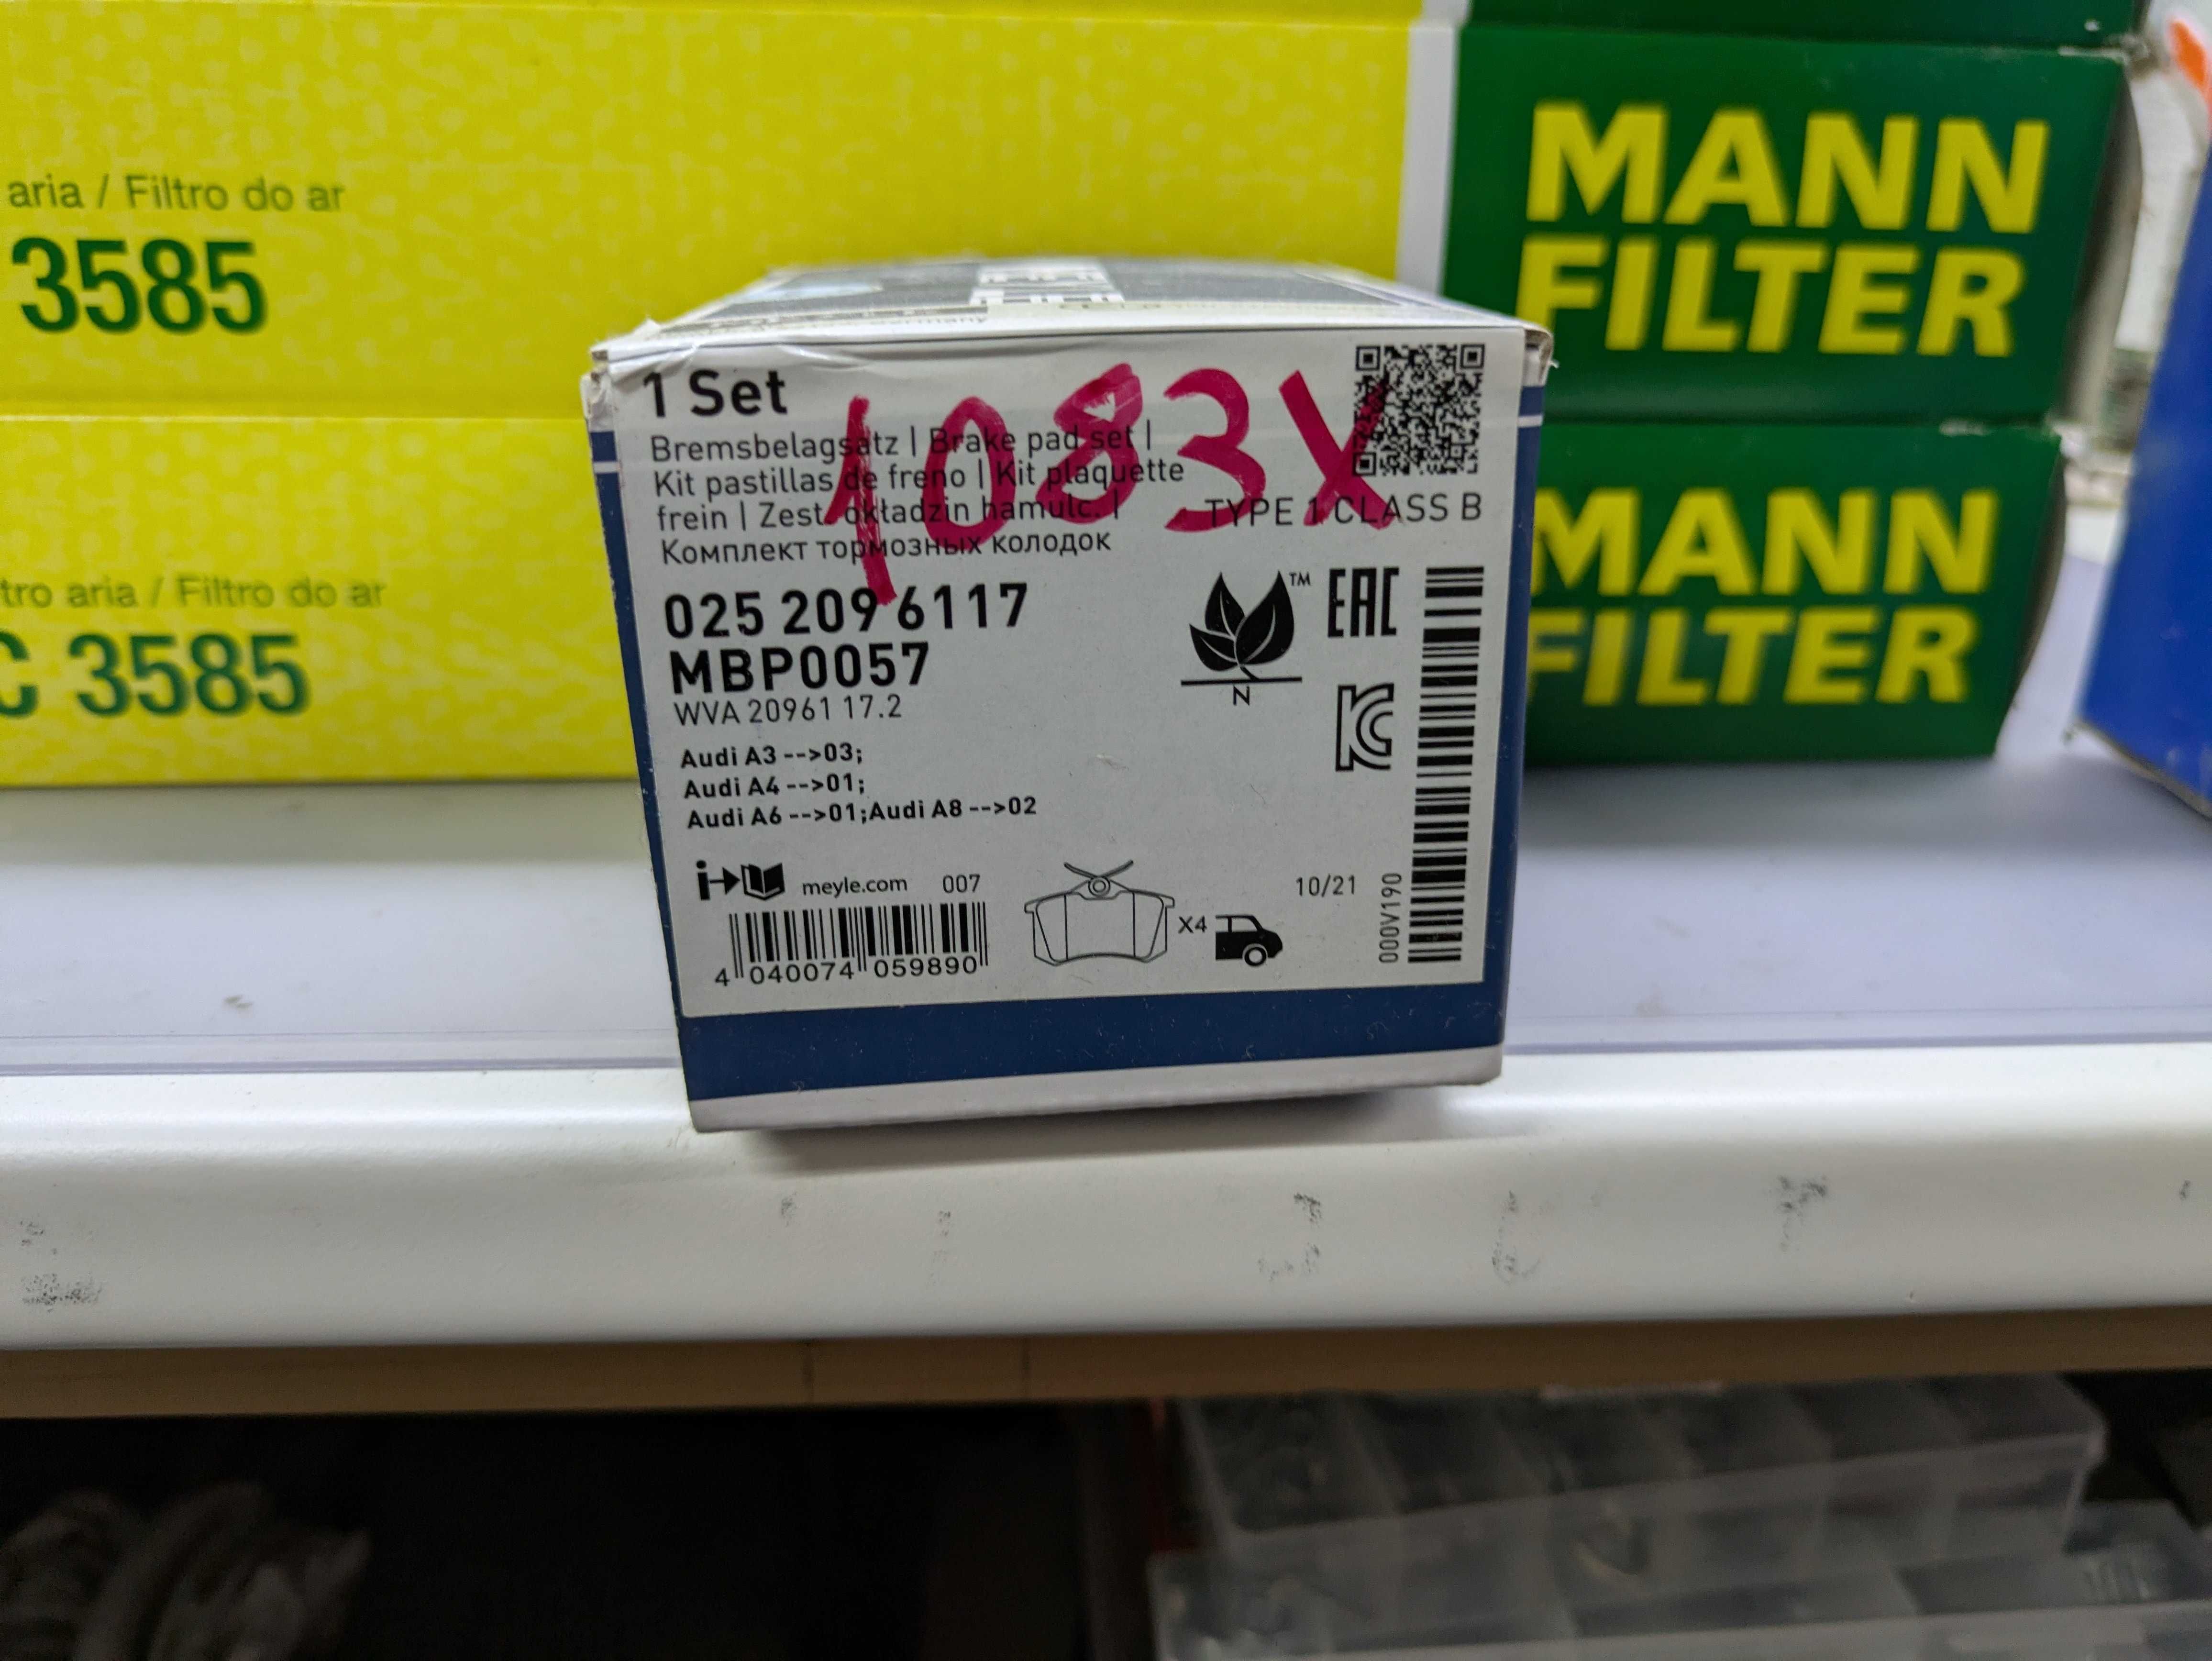 aria / Filtro do ar
3585
tro aria / Filtro do ar
C 3585
MANN
FILTER
MANN
FILTER
1 Set
1083X
Bremsbelagsatz | Brake pad set |
Kit pastillas de freno | Kit plaquette
frein | Zest. okładzin hamulc. |
Комплект тормозных колодок
TYPE 1 CLASS B
025 209 6117
MBP0057
WVA 20961 17.2
TM
EAC
N
KC
Audi A3 -->03;
Audi A4 -->01;
Audi A6 -->01;Audi A8 -->02
meyle.com 007
X4
10/21
000V190
4 040074 059890